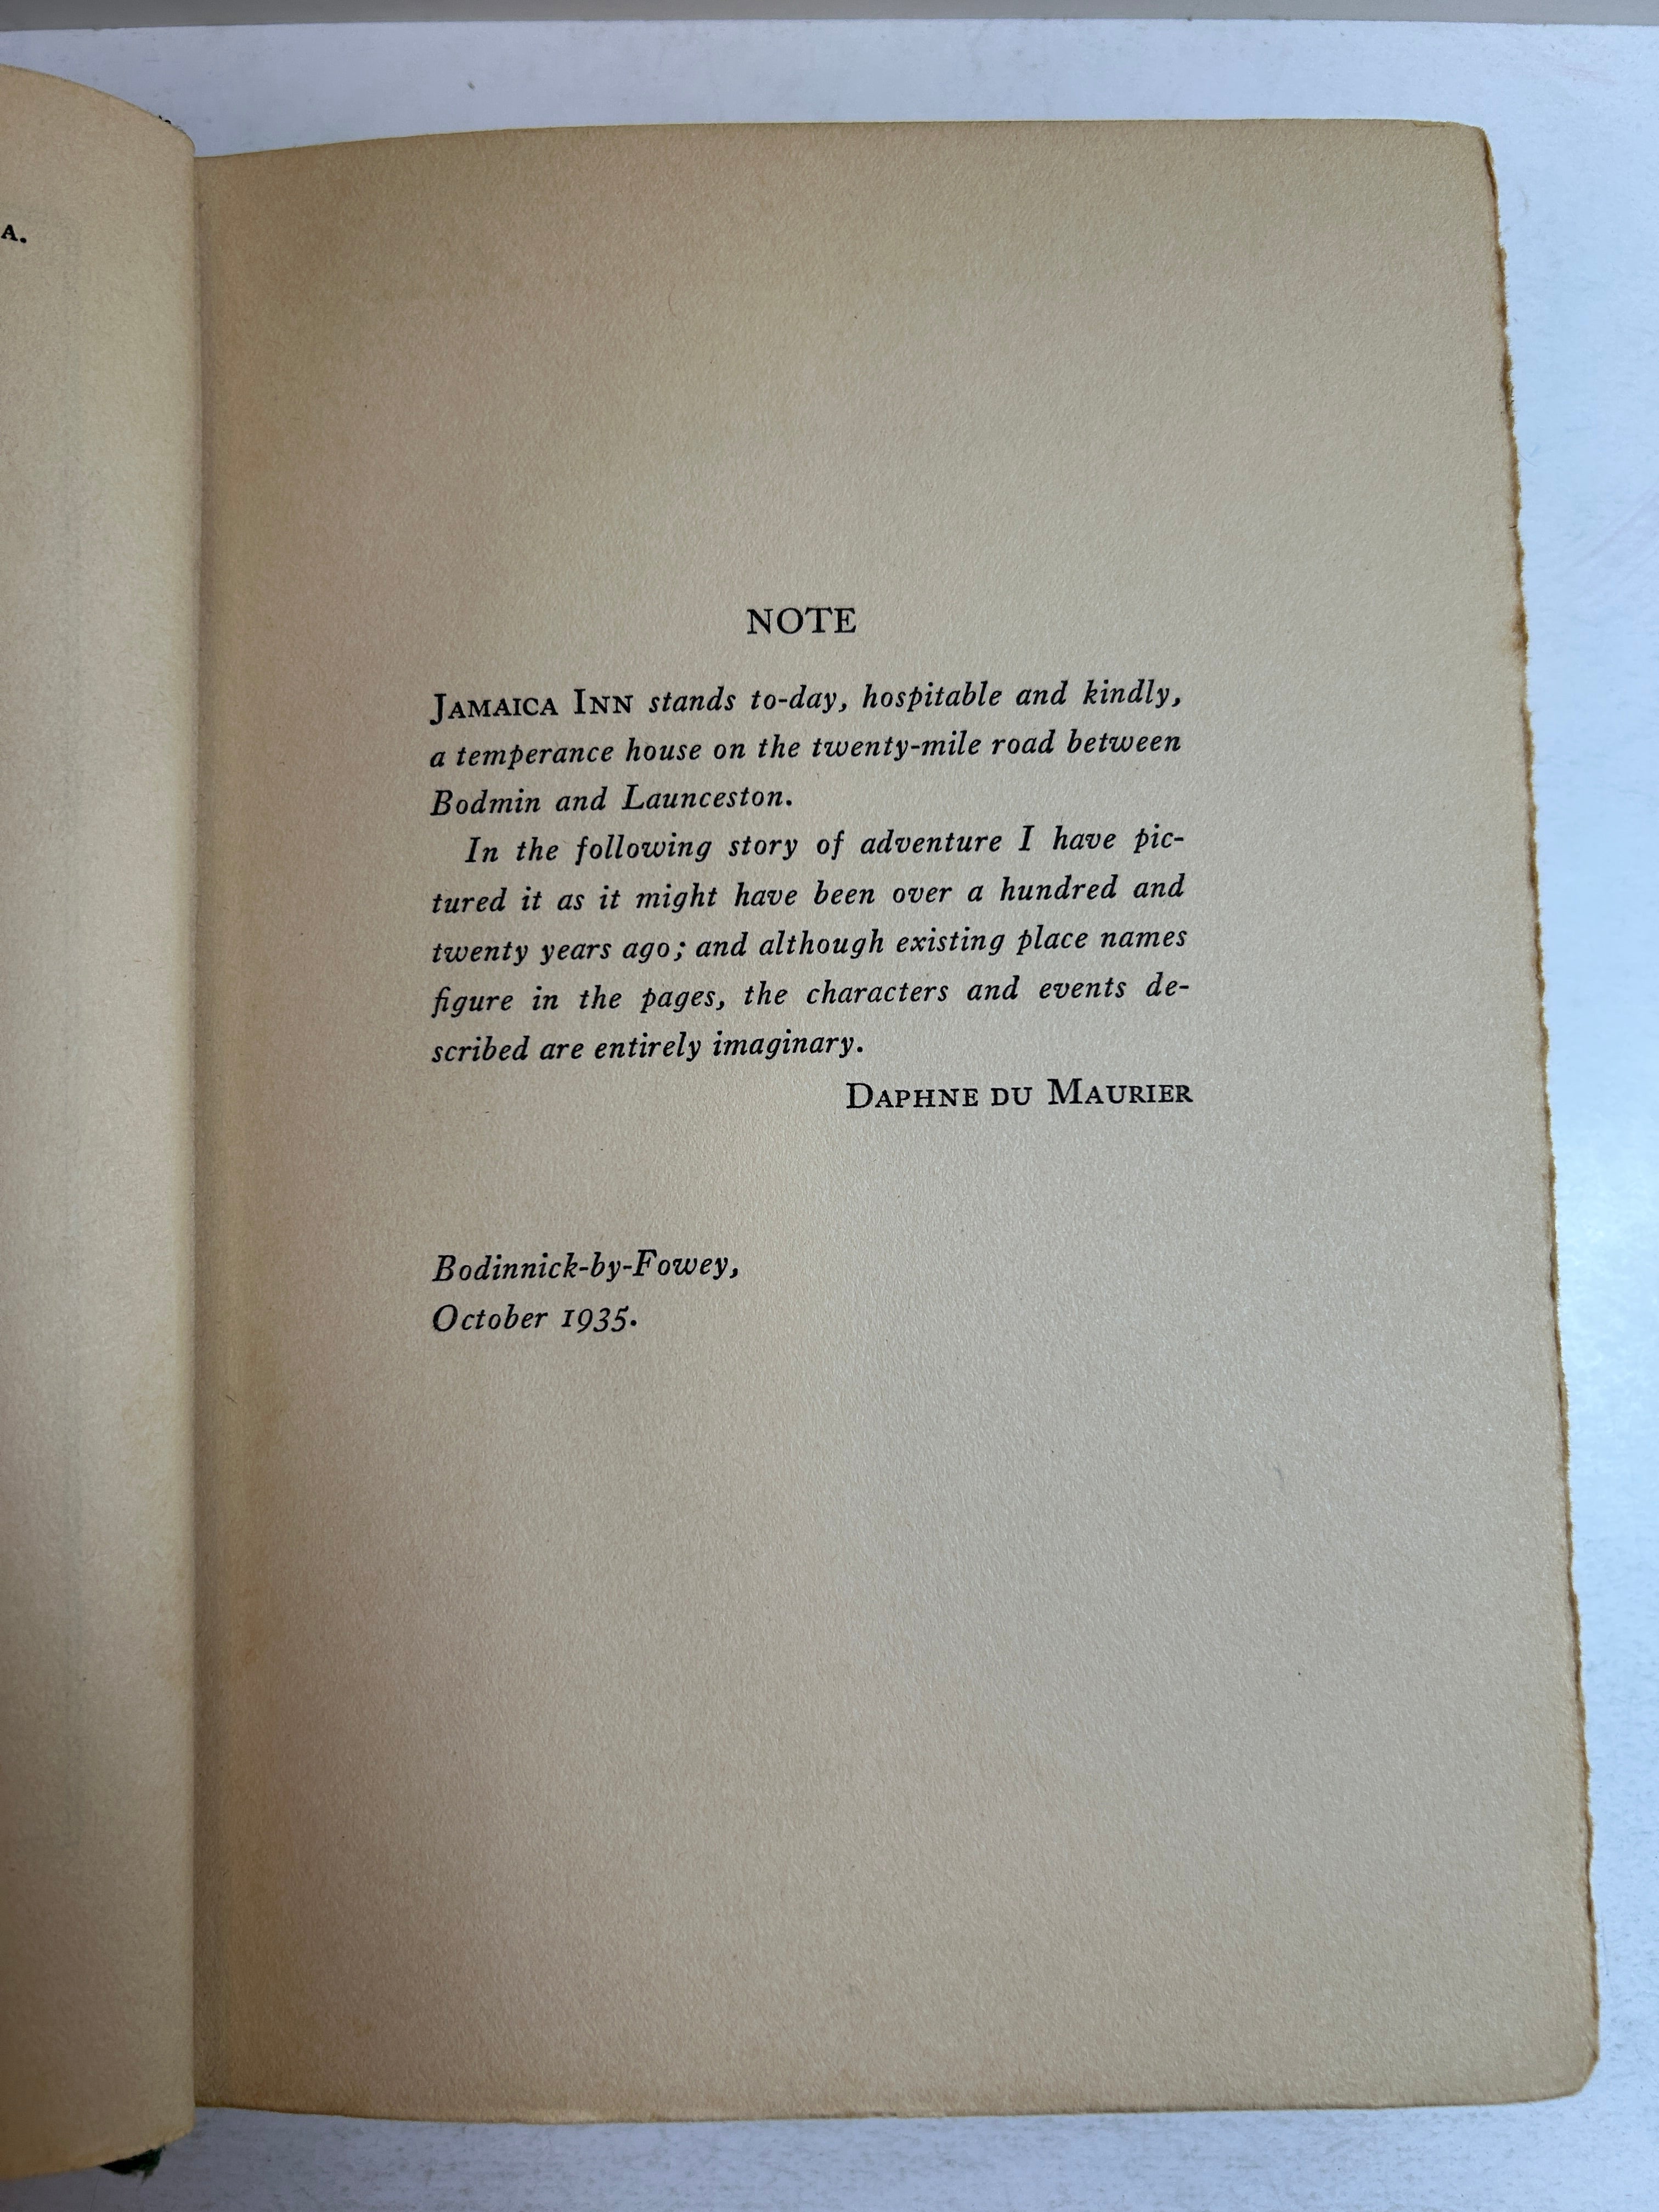 A.
NOTE
JAMAICA INN stands to-day, hospitable and kindly,
a temperance house on the twenty-mile road between
Bodmin and Launceston.
In the following story of adventure I have pic-
tured it as it might have been over a hundred and
twenty years ago; and although existing place names
figure in the pages, the characters and events de-
scribed are entirely imaginary.
DAPHNE DU MAURIER
Bodinnick-by-Fowey,
October 1935.